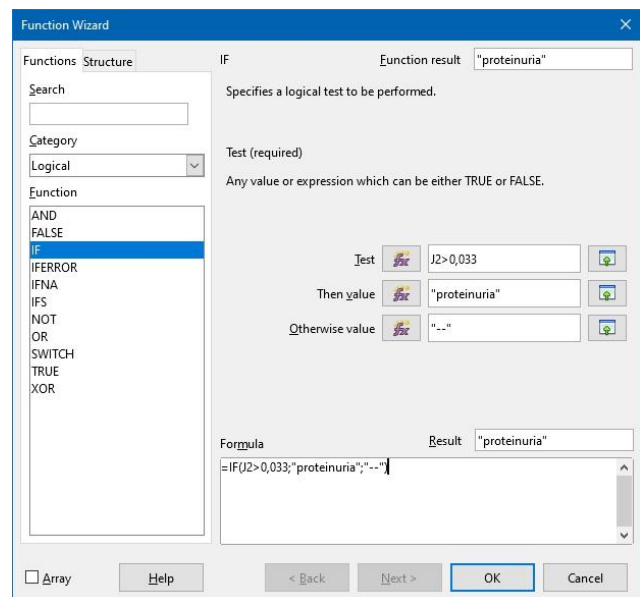 Function Wizard
Functions Structure
IF Function result "proteinuria"
Search
Specifies a logical test to be performed.
Category
Logical
Test (required)
Any value or expression which can be either TRUE or FALSE.
Function
AND
FALSE
IF
IFERROR
IFNA
IFS
NOT
OR
SWITCH
TRUE
XOR
Test fx J2>0,033
Then value fx "proteinuria"
Otherwise value fx "--"
Formula Result "proteinuria"
=IF(J2>0,033;"proteinuria";"--")
Array Help < Back Next > OK Cancel